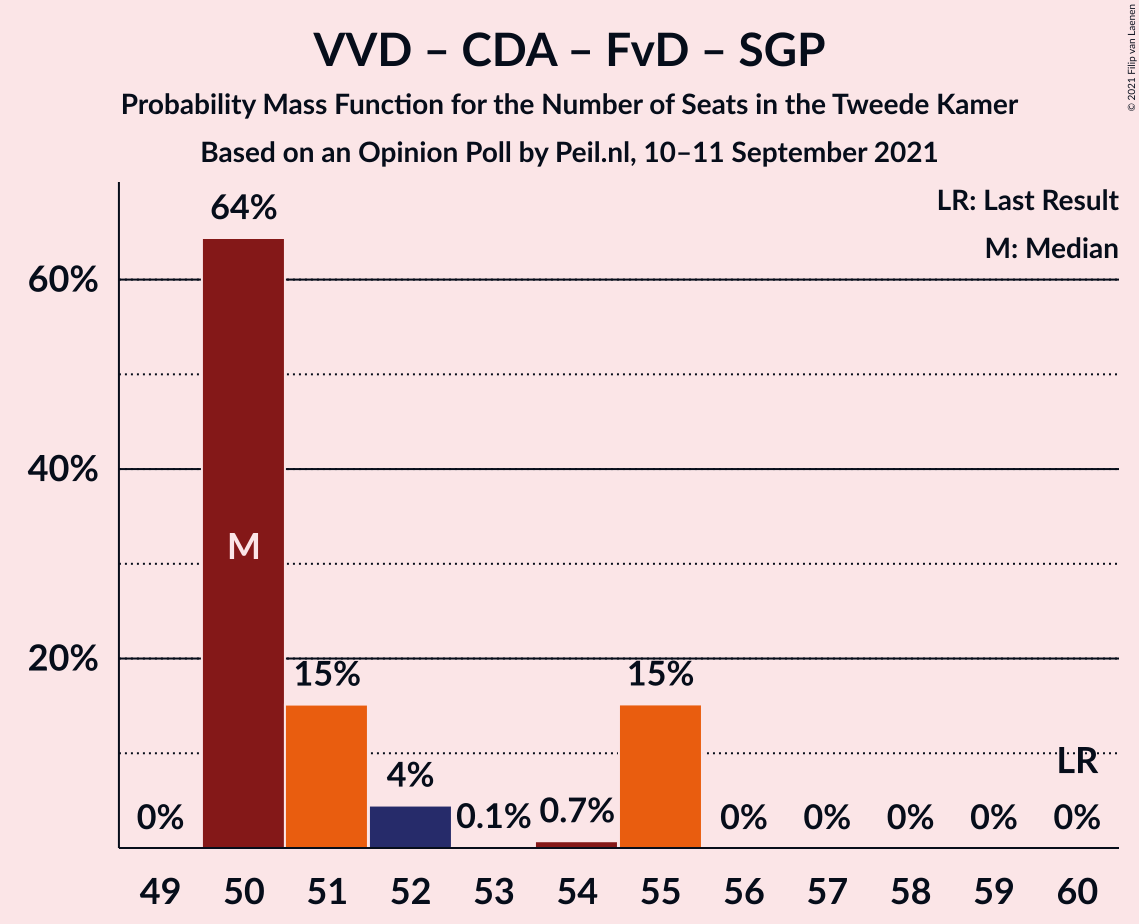 VVD – CDA – FvD – SGP
Probability Mass Function for the Number of Seats in the Tweede Kamer
Based on an Opinion Poll by Peil.nl, 10–11 September 2021
© 2021 Filip van Laenen
LR: Last Result
M: Median
60%
40%
20%
0%
64%
M
15%
4%
0.1%
0.7%
15%
0%
0%
0%
0%
LR
0%
49 50 51 52 53 54 55 56 57 58 59 60